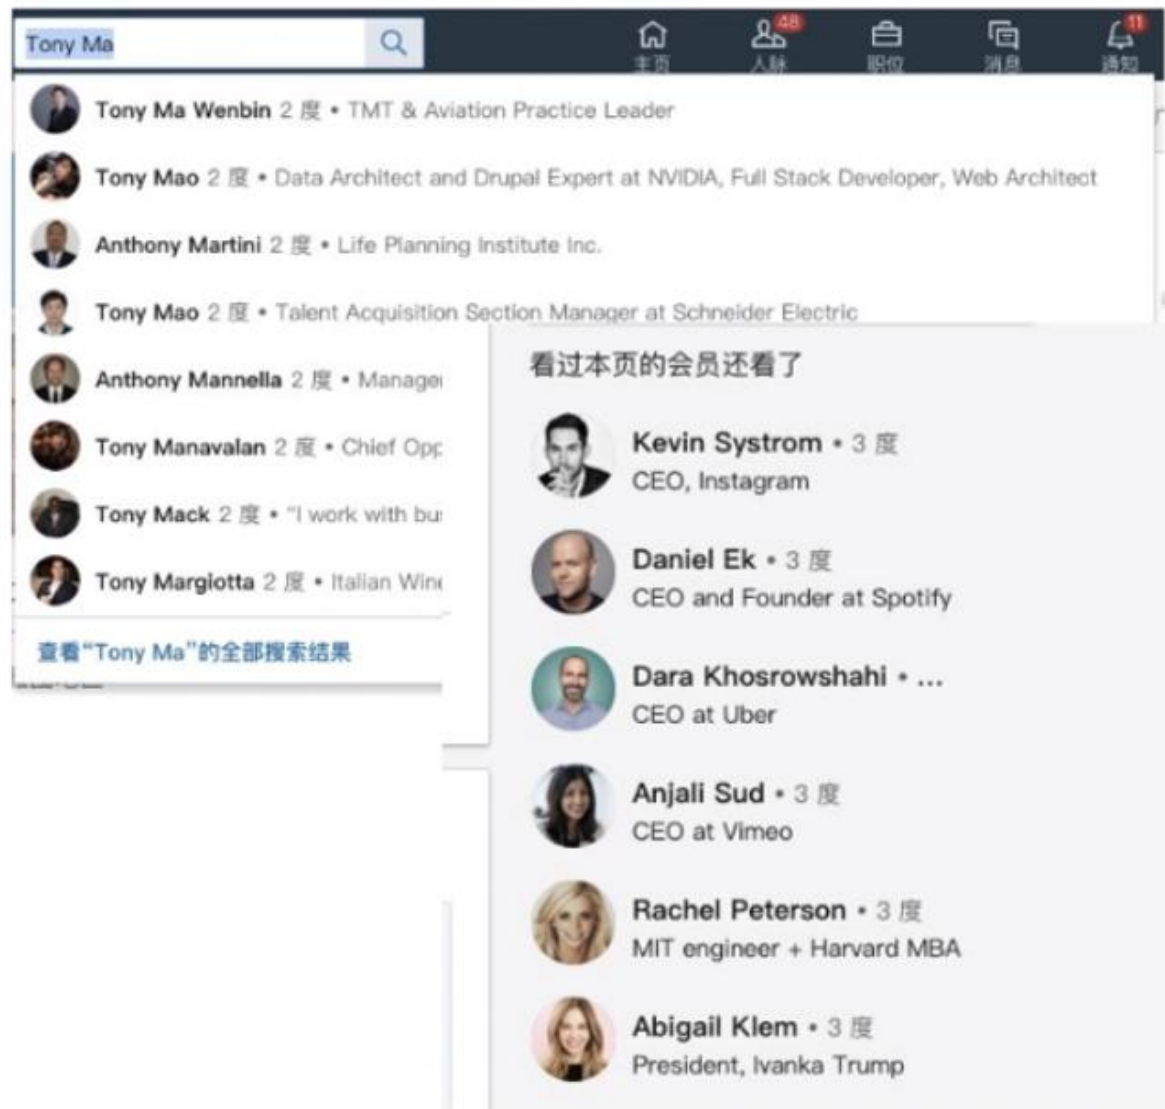 Tony Ma
48
11
主页
人脉
职位
消息
通知
Tony Ma Wenbin 2 度 • TMT & Aviation Practice Leader
Tony Mao 2 度 • Data Architect and Drupal Expert at NVIDIA, Full Stack Developer, Web Architect
Anthony Martini 2 度 • Life Planning Institute Inc.
Tony Mao 2 度 • Talent Acquisition Section Manager at Schneider Electric
Anthony Mannella 2 度 • Manage
Tony Manavalan 2 度 • Chief Opp
Tony Mack 2 度 • "I work with bu
Tony Margiotta 2 度 • Italian Wine
查看“Tony Ma”的全部搜索结果
看过本页的会员还看了
Kevin Systrom • 3 度
CEO, Instagram
Daniel Ek • 3 度
CEO and Founder at Spotify
Dara Khosrowshahi • ...
CEO at Uber
Anjali Sud • 3 度
CEO at Vimeo
Rachel Peterson • 3 度
MIT engineer + Harvard MBA
Abigail Klem • 3 度
President, Ivanka Trump